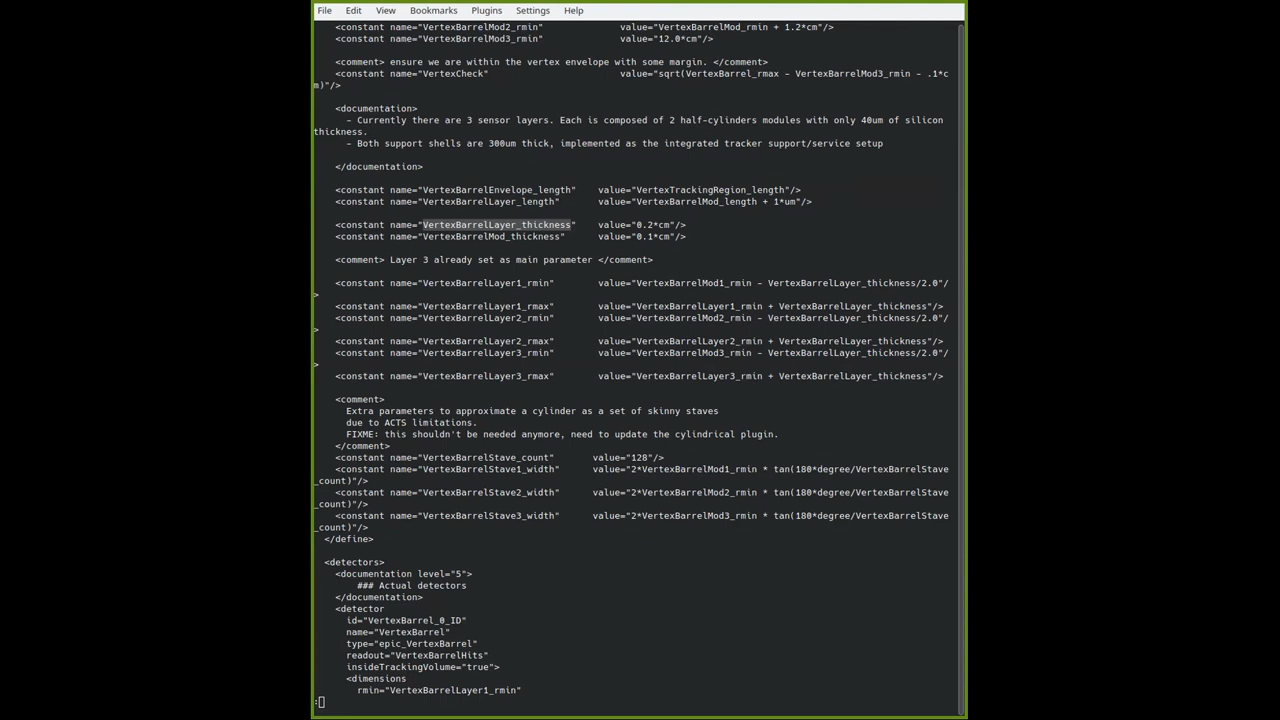 File Edit View Bookmarks Plugins Settings Help
<constant name="VertexBarrelMod2_rmin" value="VertexBarrelMod_rmin + 1.2*cm"/>
<constant name="VertexBarrelMod3_rmin" value="12.0*cm"/>
<comment> ensure we are within the vertex envelope with some margin. </comment>
<constant name="VertexCheck" value="sqrt(VertexBarrel_rmax - VertexBarrelMod3_rmin - .1*c
m)"/>
<documentation>
- Currently there are 3 sensor layers. Each is composed of 2 half-cylinders modules with only 40um of silicon
thickness.
- Both support shells are 300um thick, implemented as the integrated tracker support/service setup
</documentation>
<constant name="VertexBarrelEnvelope_length" value="VertexTrackingRegion_length"/>
<constant name="VertexBarrelLayer_length" value="VertexBarrelMod_length + 1*um"/>
<constant name="VertexBarrelLayer_thickness" value="0.2*cm"/>
<constant name="VertexBarrelMod_thickness" value="0.1*cm"/>
<comment> Layer 3 already set as main parameter </comment>
<constant name="VertexBarrelLayer1_rmin" value="VertexBarrelMod1_rmin - VertexBarrelLayer_thickness/2.0"/
>
<constant name="VertexBarrelLayer1_rmax" value="VertexBarrelLayer1_rmin + VertexBarrelLayer_thickness"/>
<constant name="VertexBarrelLayer2_rmin" value="VertexBarrelMod2_rmin - VertexBarrelLayer_thickness/2.0"/
>
<constant name="VertexBarrelLayer2_rmax" value="VertexBarrelLayer2_rmin + VertexBarrelLayer_thickness"/>
<constant name="VertexBarrelLayer3_rmin" value="VertexBarrelMod3_rmin - VertexBarrelLayer_thickness/2.0"/
>
<constant name="VertexBarrelLayer3_rmax" value="VertexBarrelLayer3_rmin + VertexBarrelLayer_thickness"/>
<comment>
Extra parameters to approximate a cylinder as a set of skinny staves
due to ACTS limitations.
FIXME: this shouldn't be needed anymore, need to update the cylindrical plugin.
</comment>
<constant name="VertexBarrelStave_count" value="128"/>
<constant name="VertexBarrelStave1_width" value="2*VertexBarrelMod1_rmin * tan(180*degree/VertexBarrelStave
_count)"/>
<constant name="VertexBarrelStave2_width" value="2*VertexBarrelMod2_rmin * tan(180*degree/VertexBarrelStave
_count)"/>
<constant name="VertexBarrelStave3_width" value="2*VertexBarrelMod3_rmin * tan(180*degree/VertexBarrelStave
_count)"/>
</define>
<detectors>
<documentation level="5">
### Actual detectors
</documentation>
<detector
id="VertexBarrel_0_ID"
name="VertexBarrel"
type="epic_VertexBarrel"
readout="VertexBarrelHits"
insideTrackingVolume="true">
<dimensions
rmin="VertexBarrelLayer1_rmin"
: